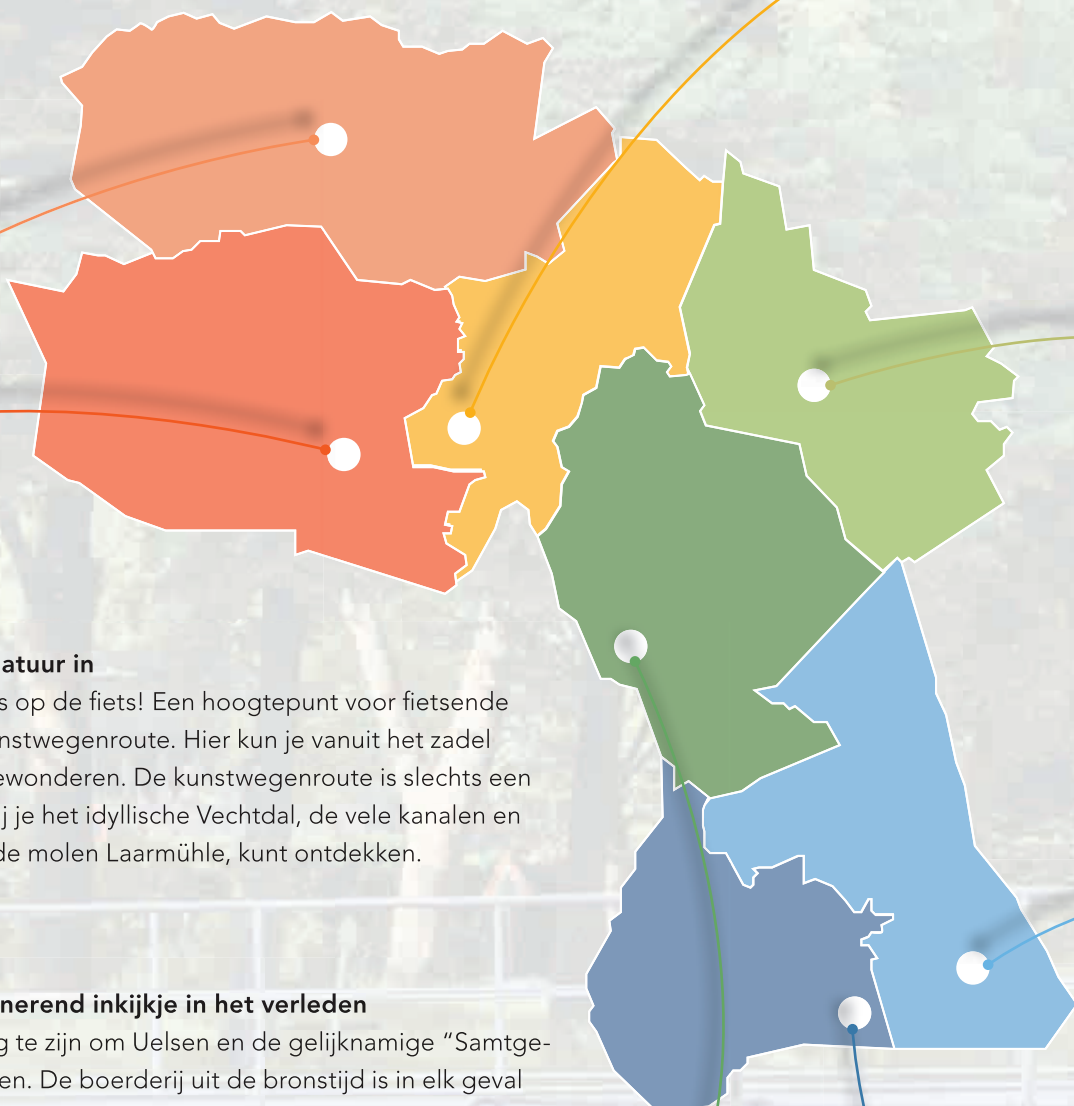 atuur in
s op de fiets! Een hoogtepunt voor fietsende
nstwegenroute. Hier kun je vanuit het zadel
ewonderen. De kunstwegenroute is slechts een
j je het idyllische Vechtdal, de vele kanalen en
de molen Laarmühle, kunt ontdekken.
nerend inkijkje in het verleden
g te zijn om Uelsen en de gelijknamige “Samtge-
en. De boerderij uit de bronstijd is in elk geval